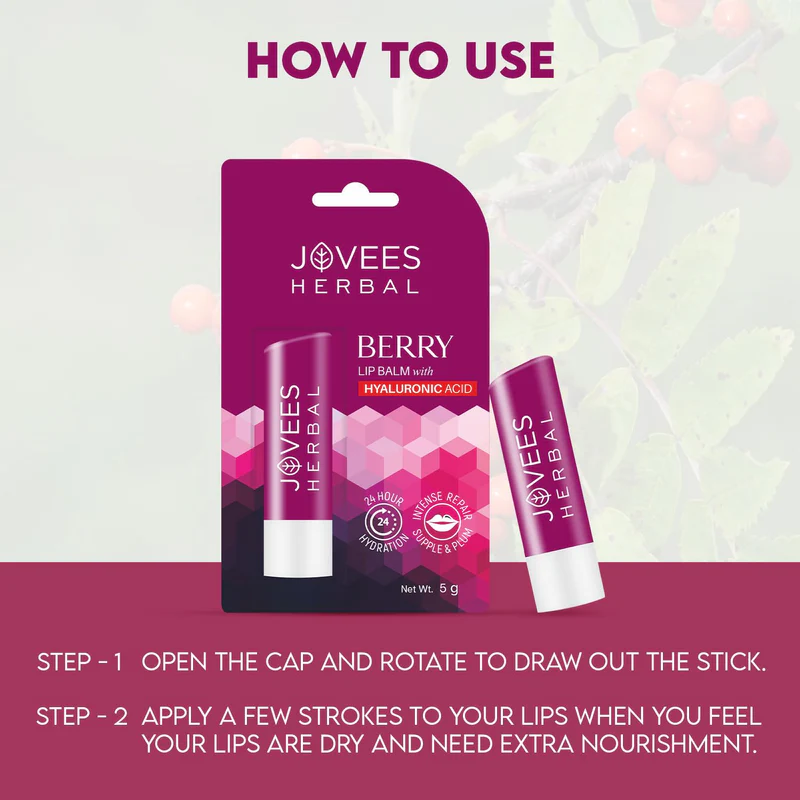 HOW TO USE
JOVEES
HERBAL
BERRY
LIP BALM with
HYALURONIC ACID
JOVEES
HERBAL
JOVEES
HERBAL
24 HOUR
24
HYDRATION
INTENSE REPAIR
SUPPLE & PLUM
Net Wt. 5 g
STEP - 1 OPEN THE CAP AND ROTATE TO DRAW OUT THE STICK.
STEP - 2 APPLY A FEW STROKES TO YOUR LIPS WHEN YOU FEEL
YOUR LIPS ARE DRY AND NEED EXTRA NOURISHMENT.